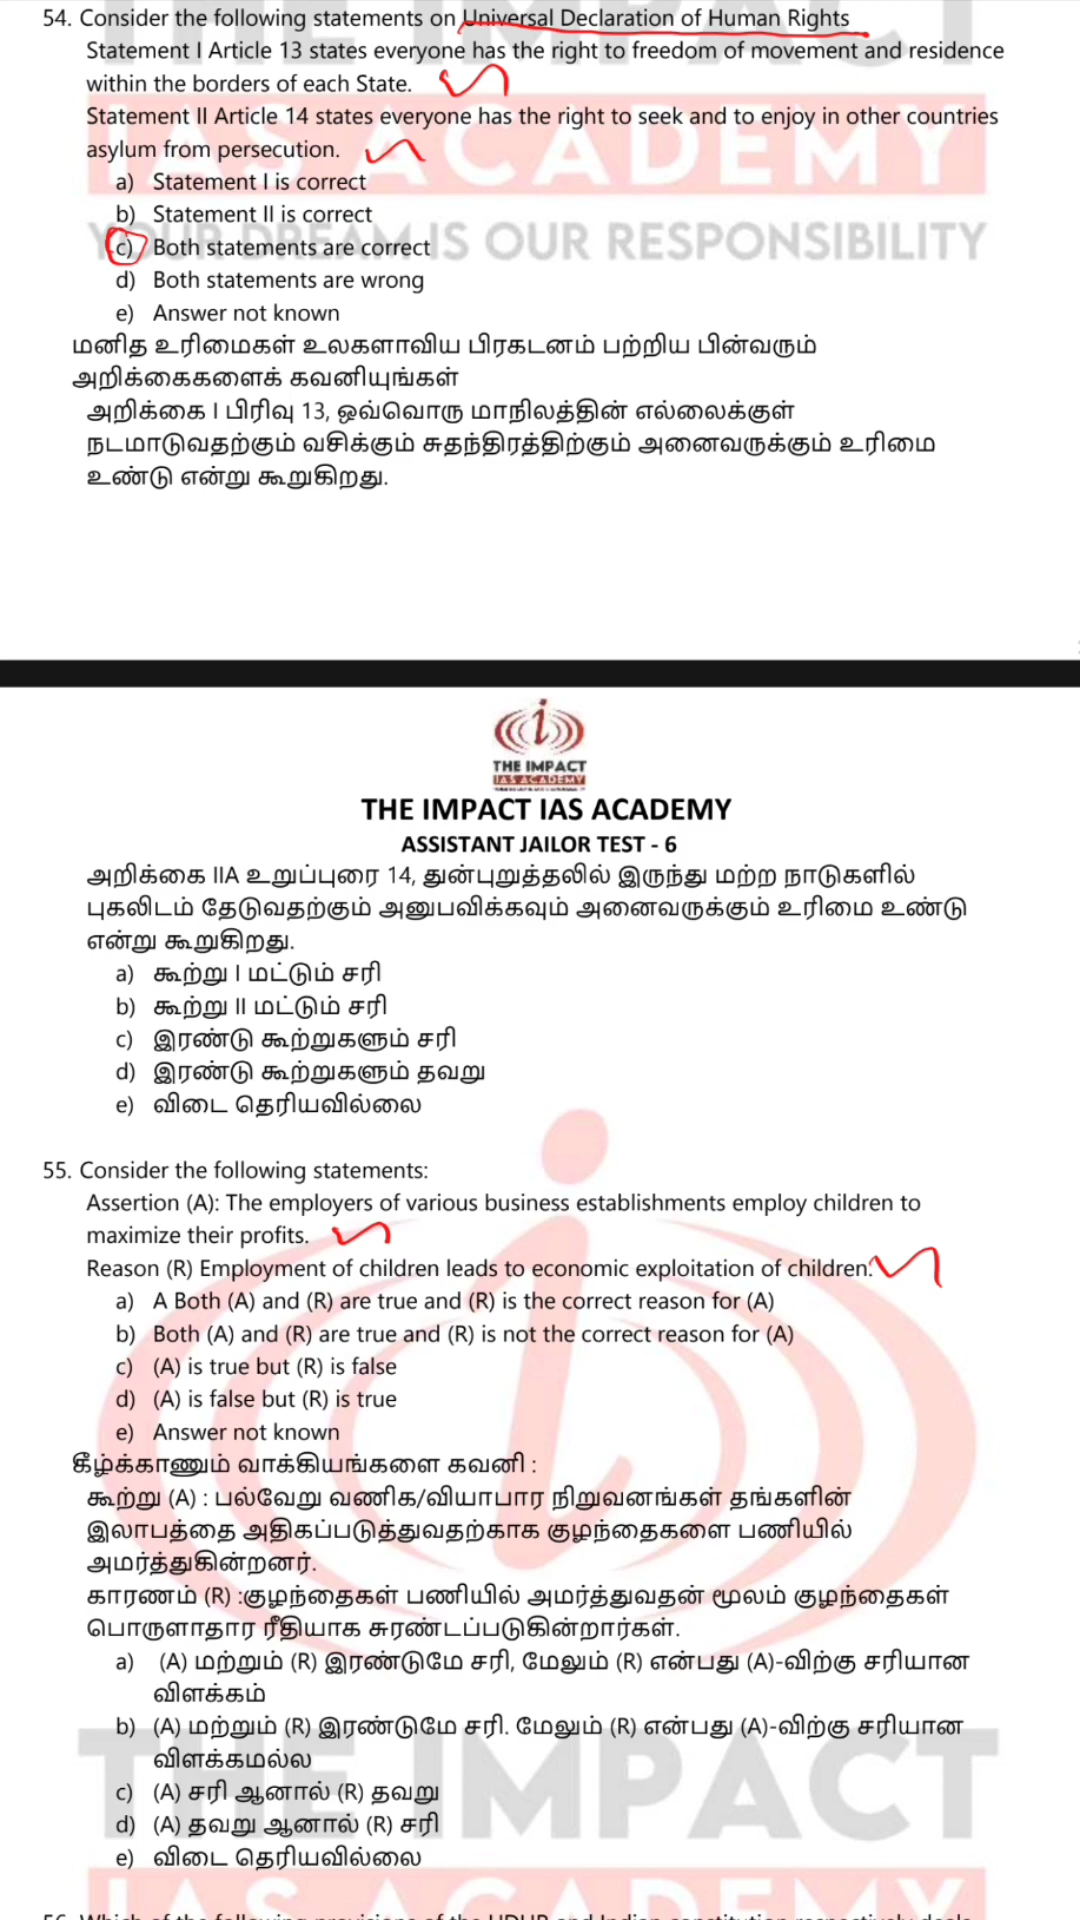 54. Consider the following statements on Universal Declaration of Human Rights
Statement I Article 13 states everyone has the right to freedom of movement and residence
within the borders of each State.
Statement II Article 14 states everyone has the right to seek and to enjoy in other countries
asylum from persecution.
a) Statement I is correct
b) Statement II is correct
c) Both statements are correct
d) Both statements are wrong
e) Answer not known
மனித உரிமைகள் உலகளாவிய பிரகடனம் பற்றிய பின்வரும்
அறிக்கைகளைக் கவனியுங்கள்
அறிக்கை I பிரிவு 13, ஒவ்வொரு மாநிலத்தின் எல்லைக்குள்
நடமாடுவதற்கும் வசிக்கும் சுதந்திரத்திற்கும் அனைவருக்கும் உரிமை
உண்டு என்று கூறுகிறது.
THE IMPACT
IAS ACADEMY
THE IMPACT IAS ACADEMY
ASSISTANT JAILOR TEST - 6
அறிக்கை IIA உறுப்புரை 14, துன்புறுத்தலில் இருந்து மற்ற நாடுகளில்
புகலிடம் தேடுவதற்கும் அனுபவிக்கவும் அனைவருக்கும் உரிமை உண்டு
என்று கூறுகிறது.
a) கூற்று I மட்டும் சரி
b) கூற்று II மட்டும் சரி
c) இரண்டு கூற்றுகளும் சரி
d) இரண்டு கூற்றுகளும் தவறு
e) விடை தெரியவில்லை
55. Consider the following statements:
Assertion (A): The employers of various business establishments employ children to
maximize their profits.
Reason (R) Employment of children leads to economic exploitation of children.
a) A Both (A) and (R) are true and (R) is the correct reason for (A)
b) Both (A) and (R) are true and (R) is not the correct reason for (A)
c) (A) is true but (R) is false
d) (A) is false but (R) is true
e) Answer not known
கீழ்க்காணும் வாக்கியங்களை கவனி :
கூற்று (A) : பல்வேறு வணிக/வியாபார நிறுவனங்கள் தங்களின்
இலாபத்தை அதிகப்படுத்துவதற்காக குழந்தைகளை பணியில்
அமர்த்துகின்றனர்.
காரணம் (R) :குழந்தைகள் பணியில் அமர்த்துவதன் மூலம் குழந்தைகள்
பொருளாதார ரீதியாக சுரண்டப்படுகின்றார்கள்.
a) (A) மற்றும் (R) இரண்டுமே சரி, மேலும் (R) என்பது (A)-விற்கு சரியான
விளக்கம்
b) (A) மற்றும் (R) இரண்டுமே சரி. மேலும் (R) என்பது (A)-விற்கு சரியான
விளக்கமல்ல
c) (A) சரி ஆனால் (R) தவறு
d) (A) தவறு ஆனால் (R) சரி
e) விடை தெரியவில்லை
THE IMPACT
IAS ACADEMY
YOUR DREAM IS OUR RESPONSIBILITY
THE IMPACT
IAS ACADEMY